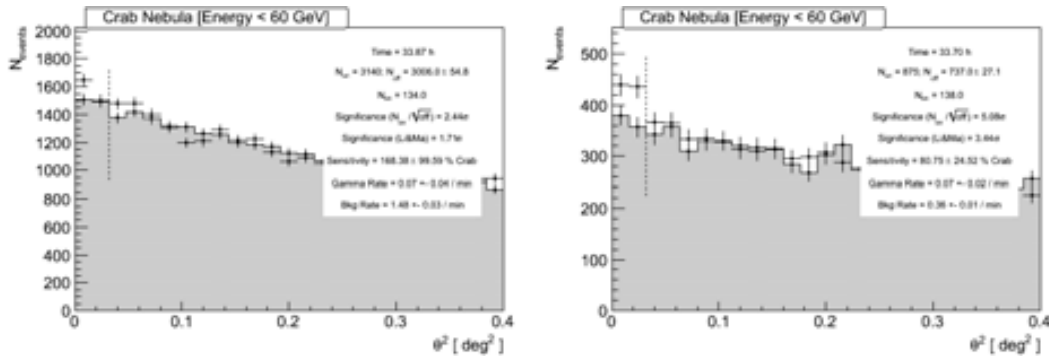 Crab Nebula [Energy < 60 GeV]
N_events
2000
1800
1600
1400
1200
1000
800
600
400
200
0
Time = 33.87 h
N_on = 3140; N_off = 3006.0 ± 54.8
N_ex = 134.0
Significance (N_ex/√off) = 2.44σ
Significance (Li&Ma) = 1.71σ
Sensitivity = 168.38 ± 99.59 % Crab
Gamma Rate = 0.07 +- 0.04 / min
Bkg Rate = 1.48 +- 0.03 / min
0 0.1 0.2 0.3 0.4
θ² [ deg² ]
Crab Nebula [Energy < 60 GeV]
N_events
500
400
300
200
100
0
Time = 33.70 h
N_on = 875; N_off = 737.0 ± 27.1
N_ex = 138.0
Significance (N_ex/√off) = 5.08σ
Significance (Li&Ma) = 3.44σ
Sensitivity = 80.75 ± 24.52 % Crab
Gamma Rate = 0.07 +- 0.02 / min
Bkg Rate = 0.36 +- 0.01 / min
0 0.1 0.2 0.3 0.4
θ² [ deg² ]